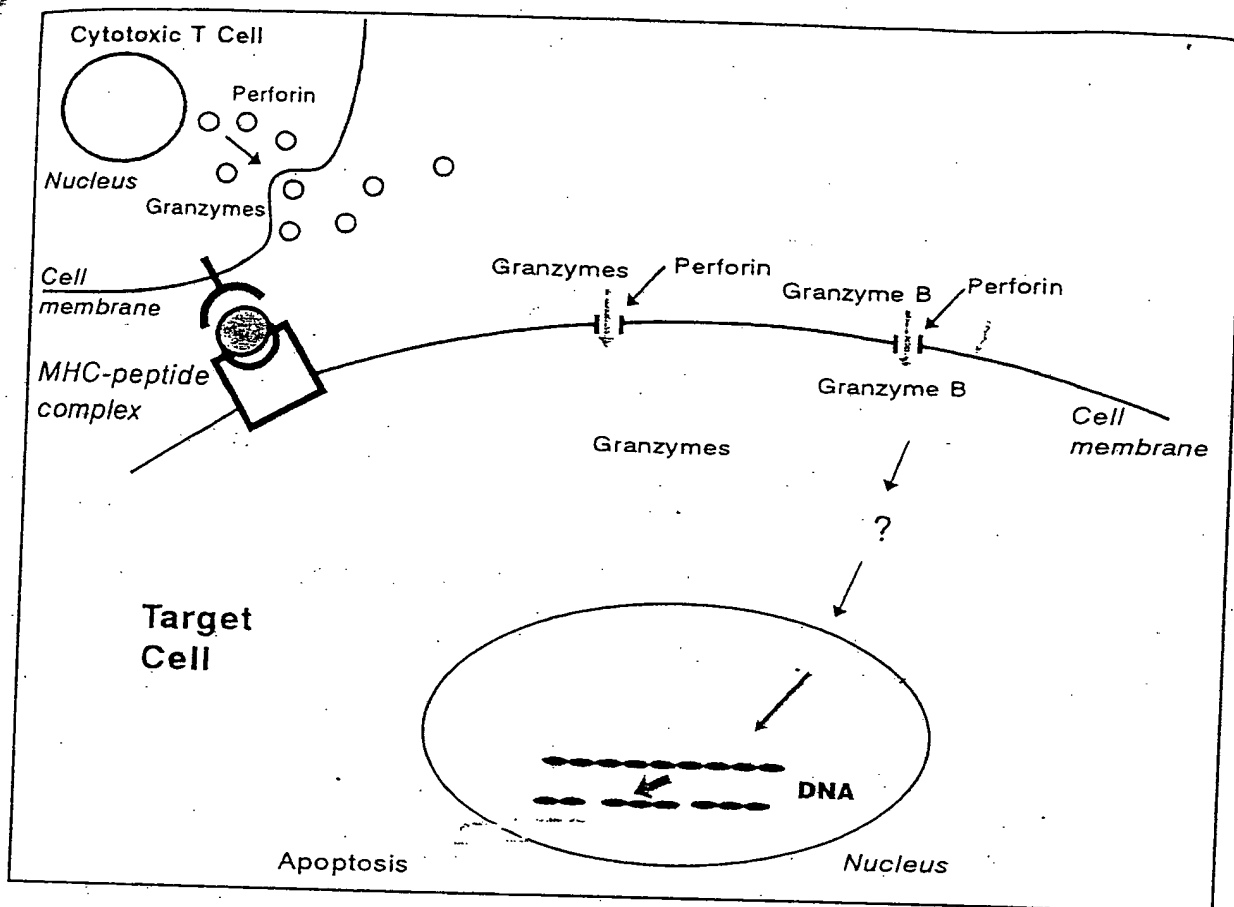 Cytotoxic T Cell
Perforin
Nucleus
Granzymes
Cell
membrane
MHC-peptide
complex
Granzymes
Perforin
Granzyme B
Perforin
Granzyme B
Granzymes
Cell
membrane
?
Target
Cell
DNA
Apoptosis
Nucleus